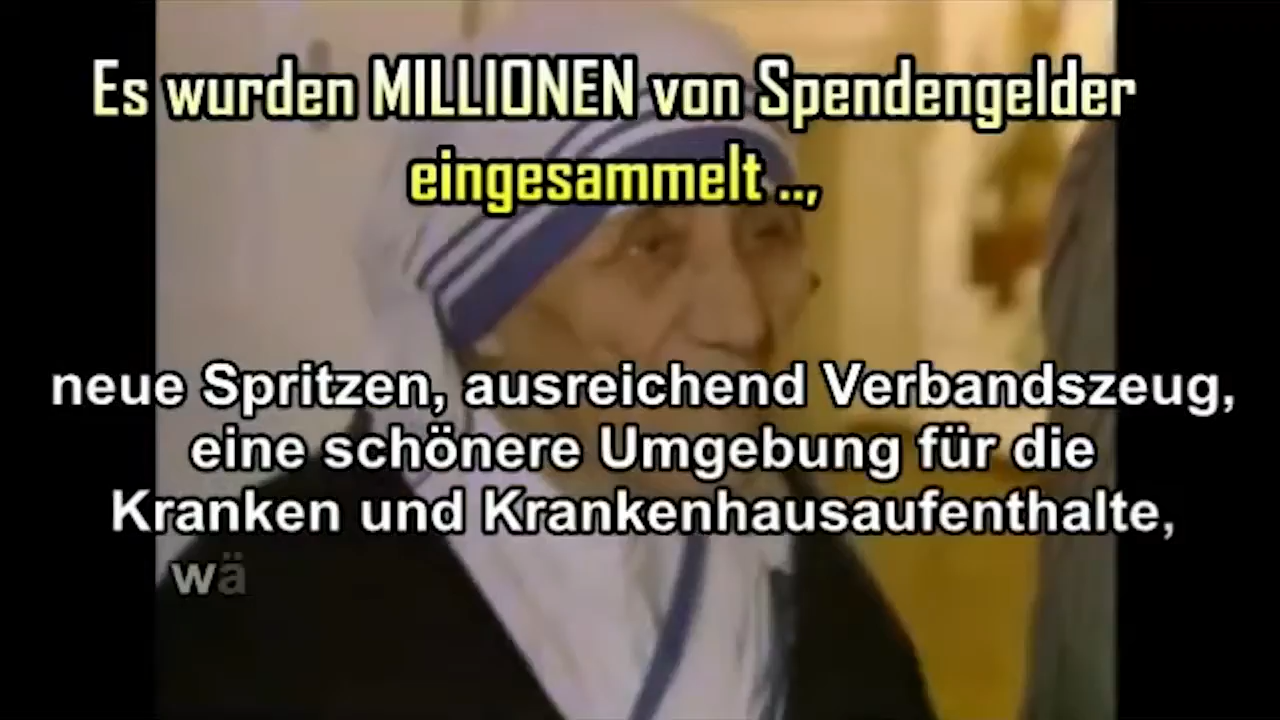 Es wurden MILLIONEN von Spendengelder
eingesammelt ..,
neue Spritzen, ausreichend Verbandszeug,
eine schönere Umgebung für die
Kranken und Krankenhausaufenthalte,
wä